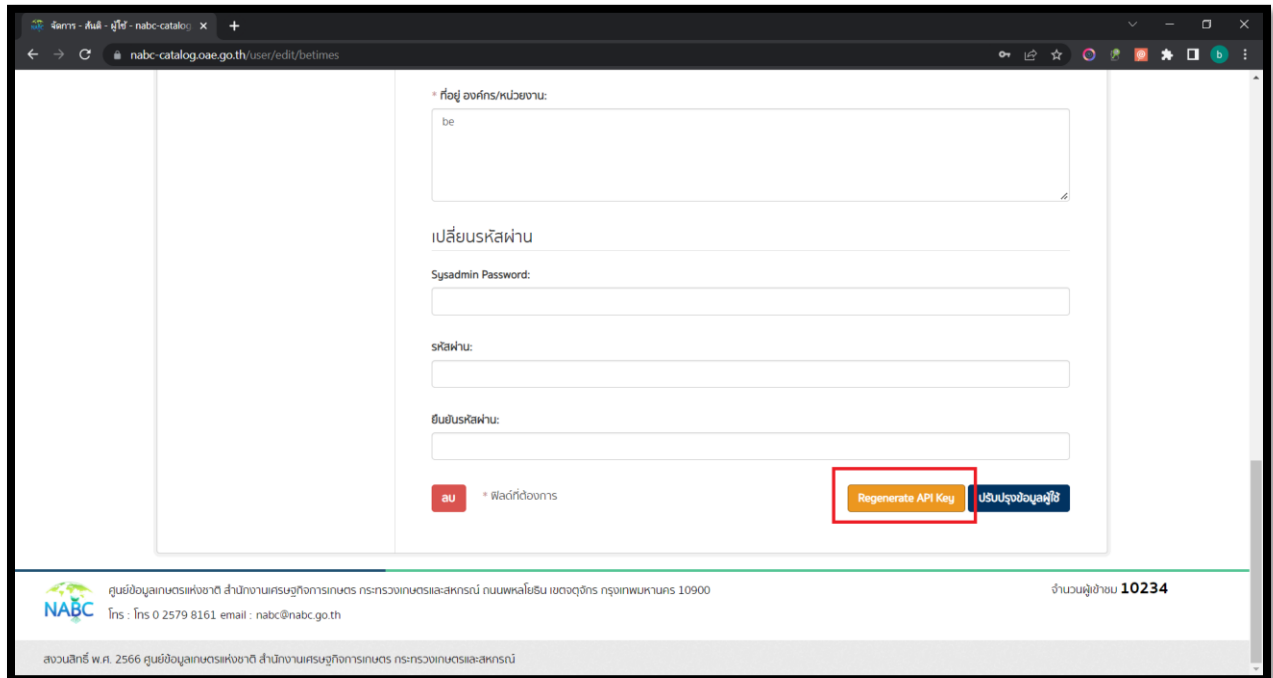 จัดการ - สันติ - ผู้ใช้ - nabc-catalog
nabc-catalog.oae.go.th/user/edit/betimes
b
* ที่อยู่ องค์กร/หน่วยงาน:
be
เปลี่ยนรหัสผ่าน
Sysadmin Password:
รหัสผ่าน:
ยืนยันรหัสผ่าน:
ลบ * ฟิลด์ที่ต้องการ Regenerate API Key ปรับปรุงข้อมูลผู้ใช้
NABC
ศูนย์ข้อมูลเกษตรแห่งชาติ สำนักงานเศรษฐกิจการเกษตร กระทรวงเกษตรและสหกรณ์ ถนนพหลโยธิน เขตจตุจักร กรุงเทพมหานคร 10900
โทร : โทร 0 2579 8161 email : nabc@nabc.go.th
จำนวนผู้เข้าชม 10234
สงวนสิทธิ์ พ.ศ. 2566 ศูนย์ข้อมูลเกษตรแห่งชาติ สำนักงานเศรษฐกิจการเกษตร กระทรวงเกษตรและสหกรณ์